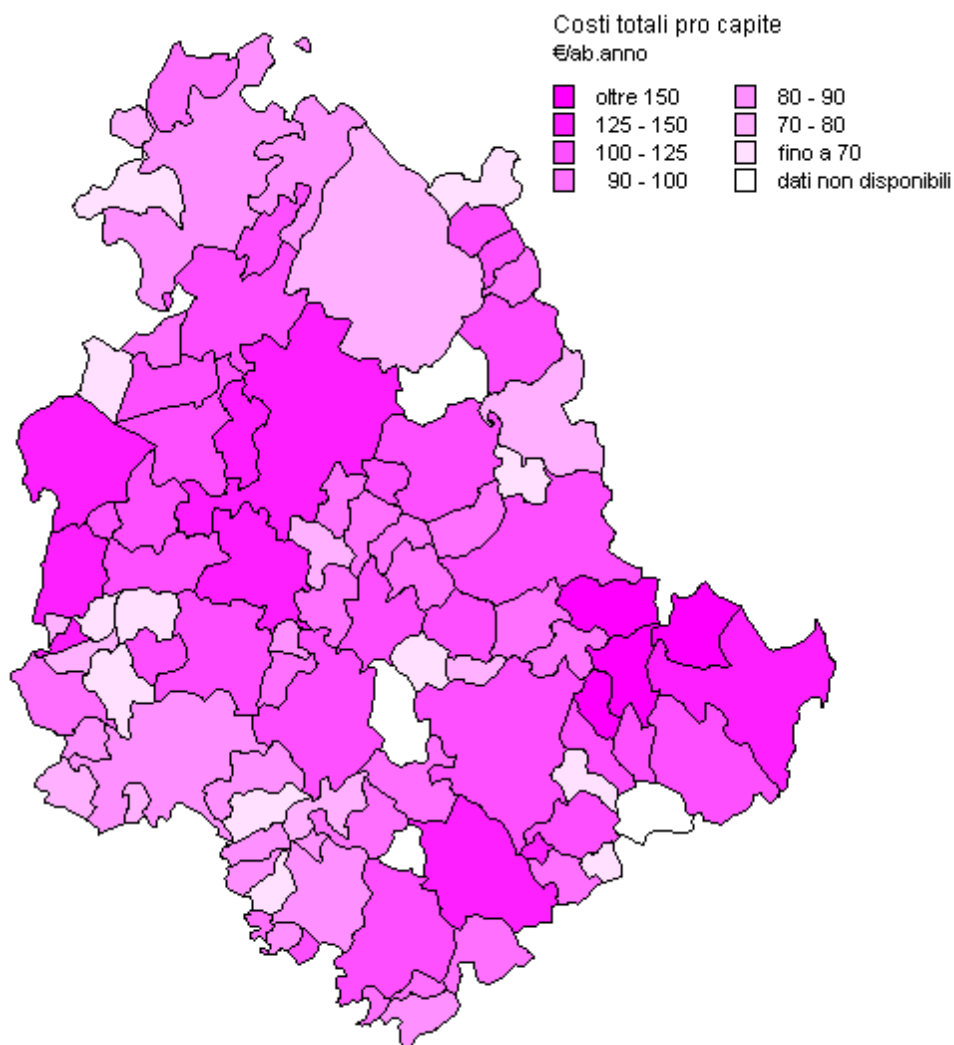 Costi totali pro capite
€/ab.anno
oltre 150
125 - 150
100 - 125
90 - 100
80 - 90
70 - 80
fino a 70
dati non disponibili